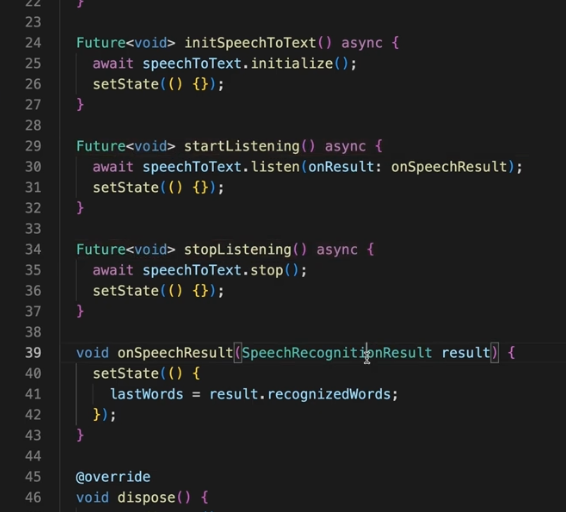 22 }
23
24 Future<void> initSpeechToText() async {
25 await speechToText.initialize();
26 setState(() {});
27 }
28
29 Future<void> startListening() async {
30 await speechToText.listen(onResult: onSpeechResult);
31 setState(() {});
32 }
33
34 Future<void> stopListening() async {
35 await speechToText.stop();
36 setState(() {});
37 }
38
39 void onSpeechResult(SpeechRecognitionResult result) {
40 setState(() {
41 lastWords = result.recognizedWords;
42 });
43 }
44
45 @override
46 void dispose() {